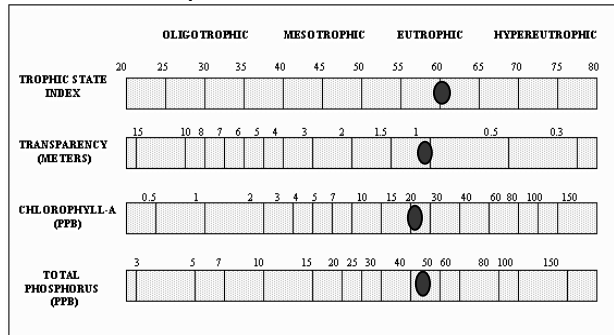 OLIGOTROPHIC MESOTROPHIC EUTROPHIC HYPEREUTROPHIC
20 25 30 35 40 45 50 55 60 65 70 75 80
TROPHIC STATE
INDEX
15 10 8 7 6 5 4 3 2 1.5 1 0.5 0.3
TRANSPARENCY
(METERS)
0.5 1 2 3 4 5 7 10 15 20 30 40 60 80 100 150
CHLOROPHYLL-A
(PPB)
3 5 7 10 15 20 25 30 40 50 60 80 100 150
TOTAL
PHOSPHORUS
(PPB)